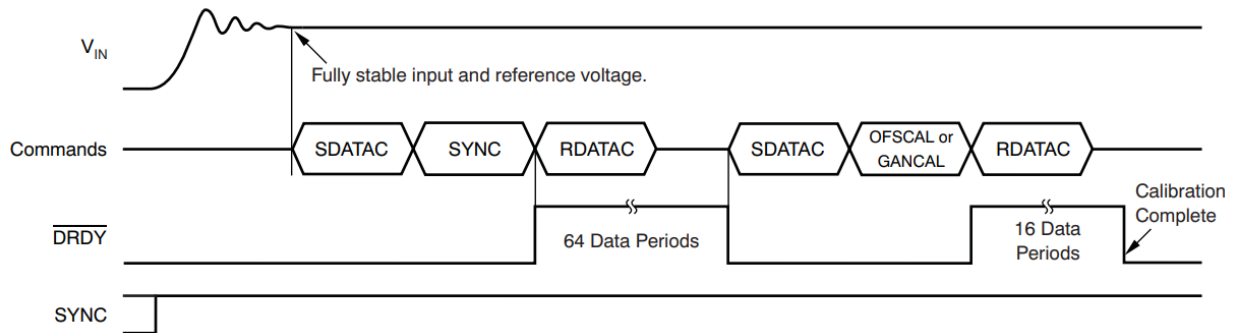 V_IN
Fully stable input and reference voltage.
Commands
SDATAC
SYNC
RDATAC
SDATAC
OFSCAL or
GANCAL
RDATAC
Calibration
Complete
DRDY
64 Data Periods
16 Data
Periods
SYNC